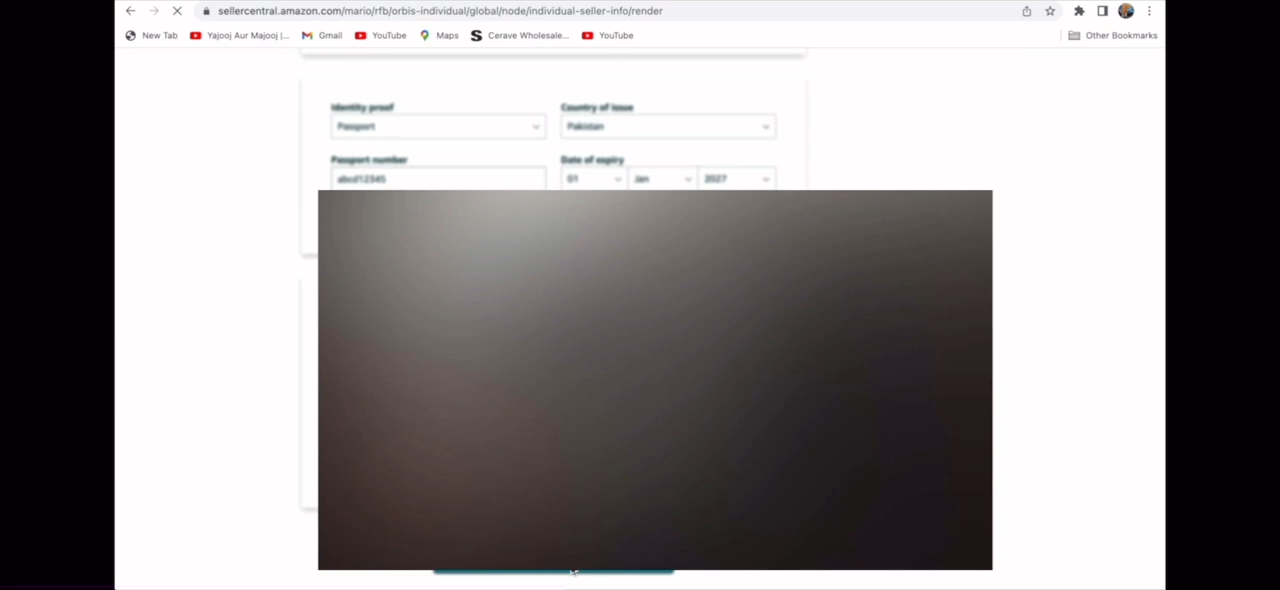 sellercentral.amazon.com/mario/rfb/orbis-individual/global/node/individual-seller-info/render
New Tab Yajooj Aur Majooj |... Gmail YouTube Maps Cerave Wholesale... YouTube Other Bookmarks
Identity proof Country of issue
Passport Pakistan
Passport number Date of expiry
abcd12345 01 Jan 2027